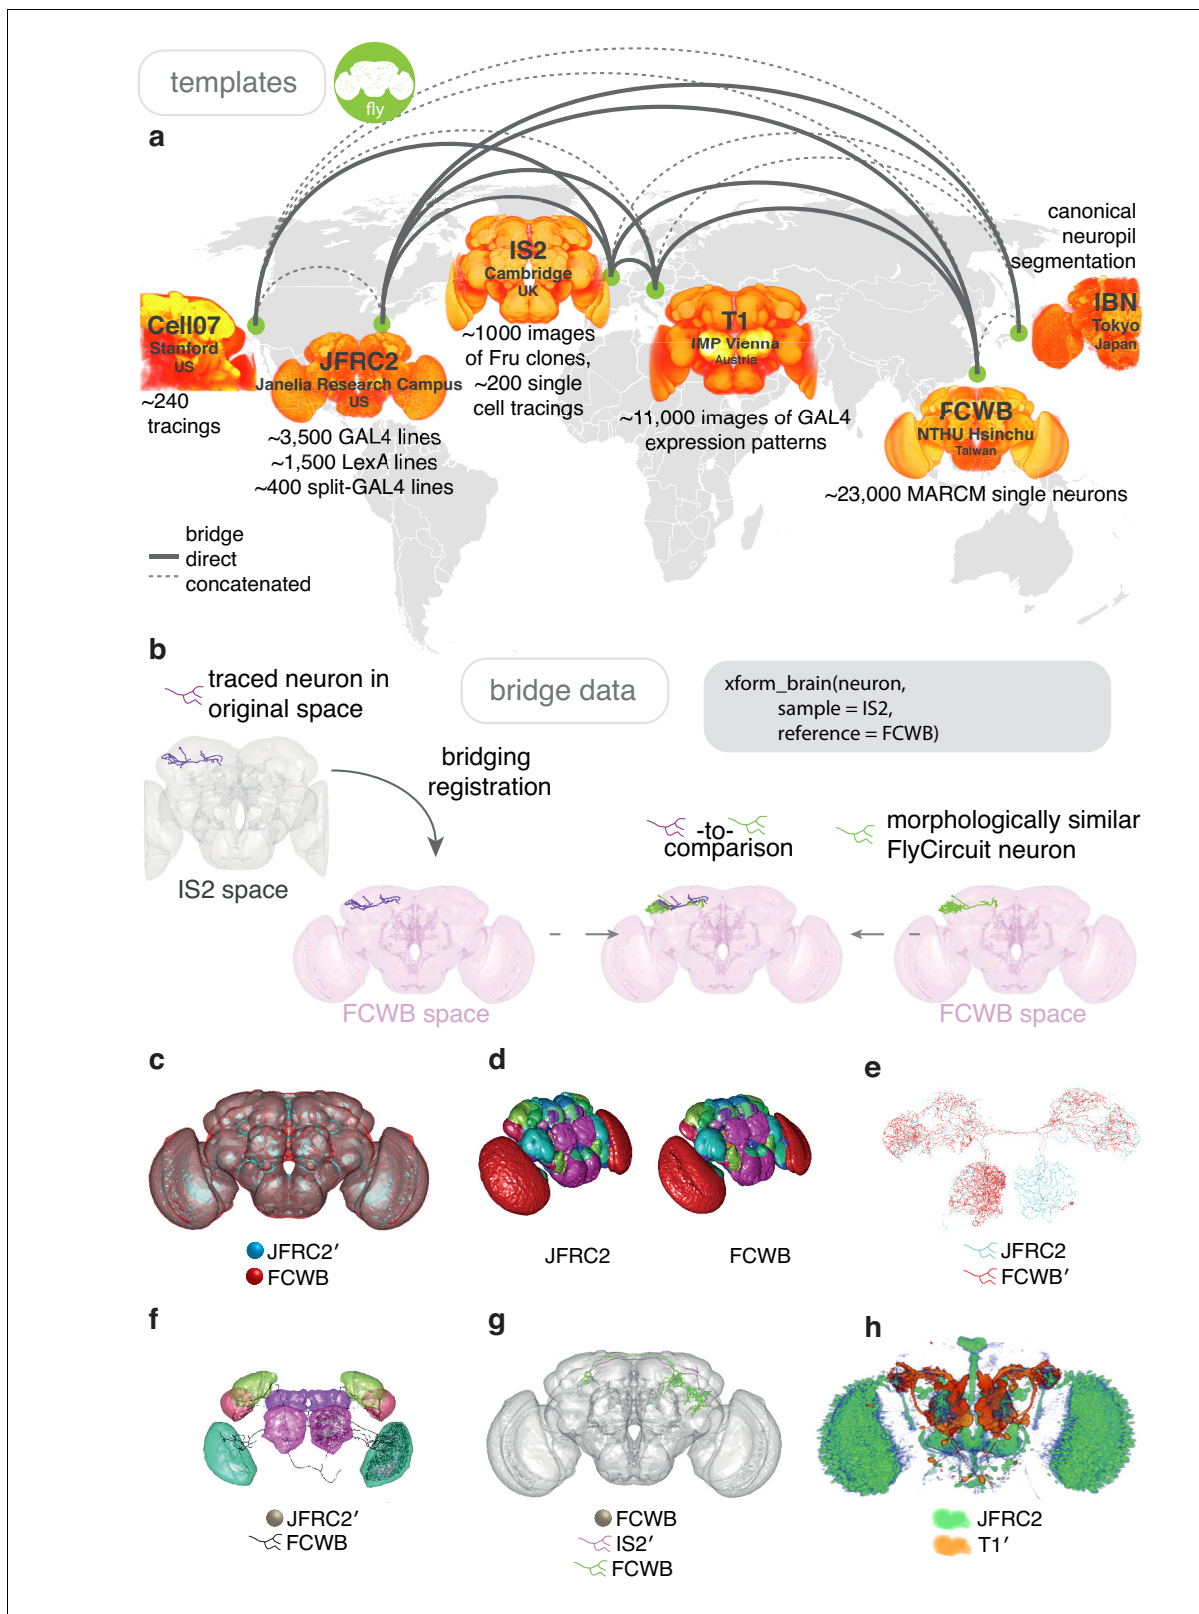 templates
fly
a
IS2
Cambridge
UK
canonical
neuropil
segmentation
Cell07
Stanford
US
~240
tracings
JFRC2
Janelia Research Campus
US
~3,500 GAL4 lines
~1,500 LexA lines
~400 split-GAL4 lines
~1000 images
of Fru clones,
~200 single
cell tracings
T1
IMP Vienna
Austria
~11,000 images of GAL4
expression patterns
IBN
Tokyo
Japan
FCWB
NTHU Hsinchu
Taiwan
~23,000 MARCM single neurons
bridge
direct
concatenated
b
traced neuron in
original space
bridge data
xform_brain(neuron,
sample = IS2,
reference = FCWB)
bridging
registration
IS2 space
-to-
comparison
morphologically similar
FlyCircuit neuron
FCWB space
FCWB space
c
JFRC2′
FCWB
d
JFRC2
FCWB
e
JFRC2
FCWB′
f
JFRC2′
FCWB
g
FCWB
IS2′
FCWB
h
JFRC2
T1′